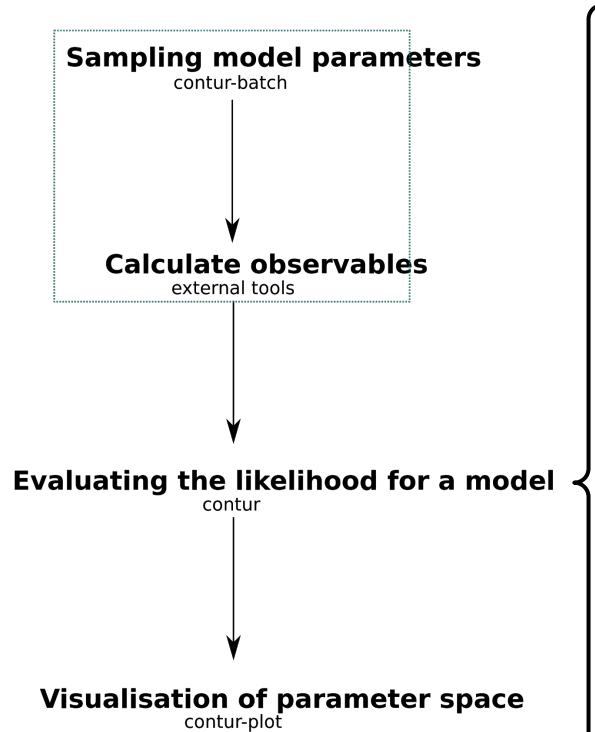 Sampling model parameters
contur-batch
Calculate observables
external tools
Evaluating the likelihood for a model
contur
Visualisation of parameter space
contur-plot